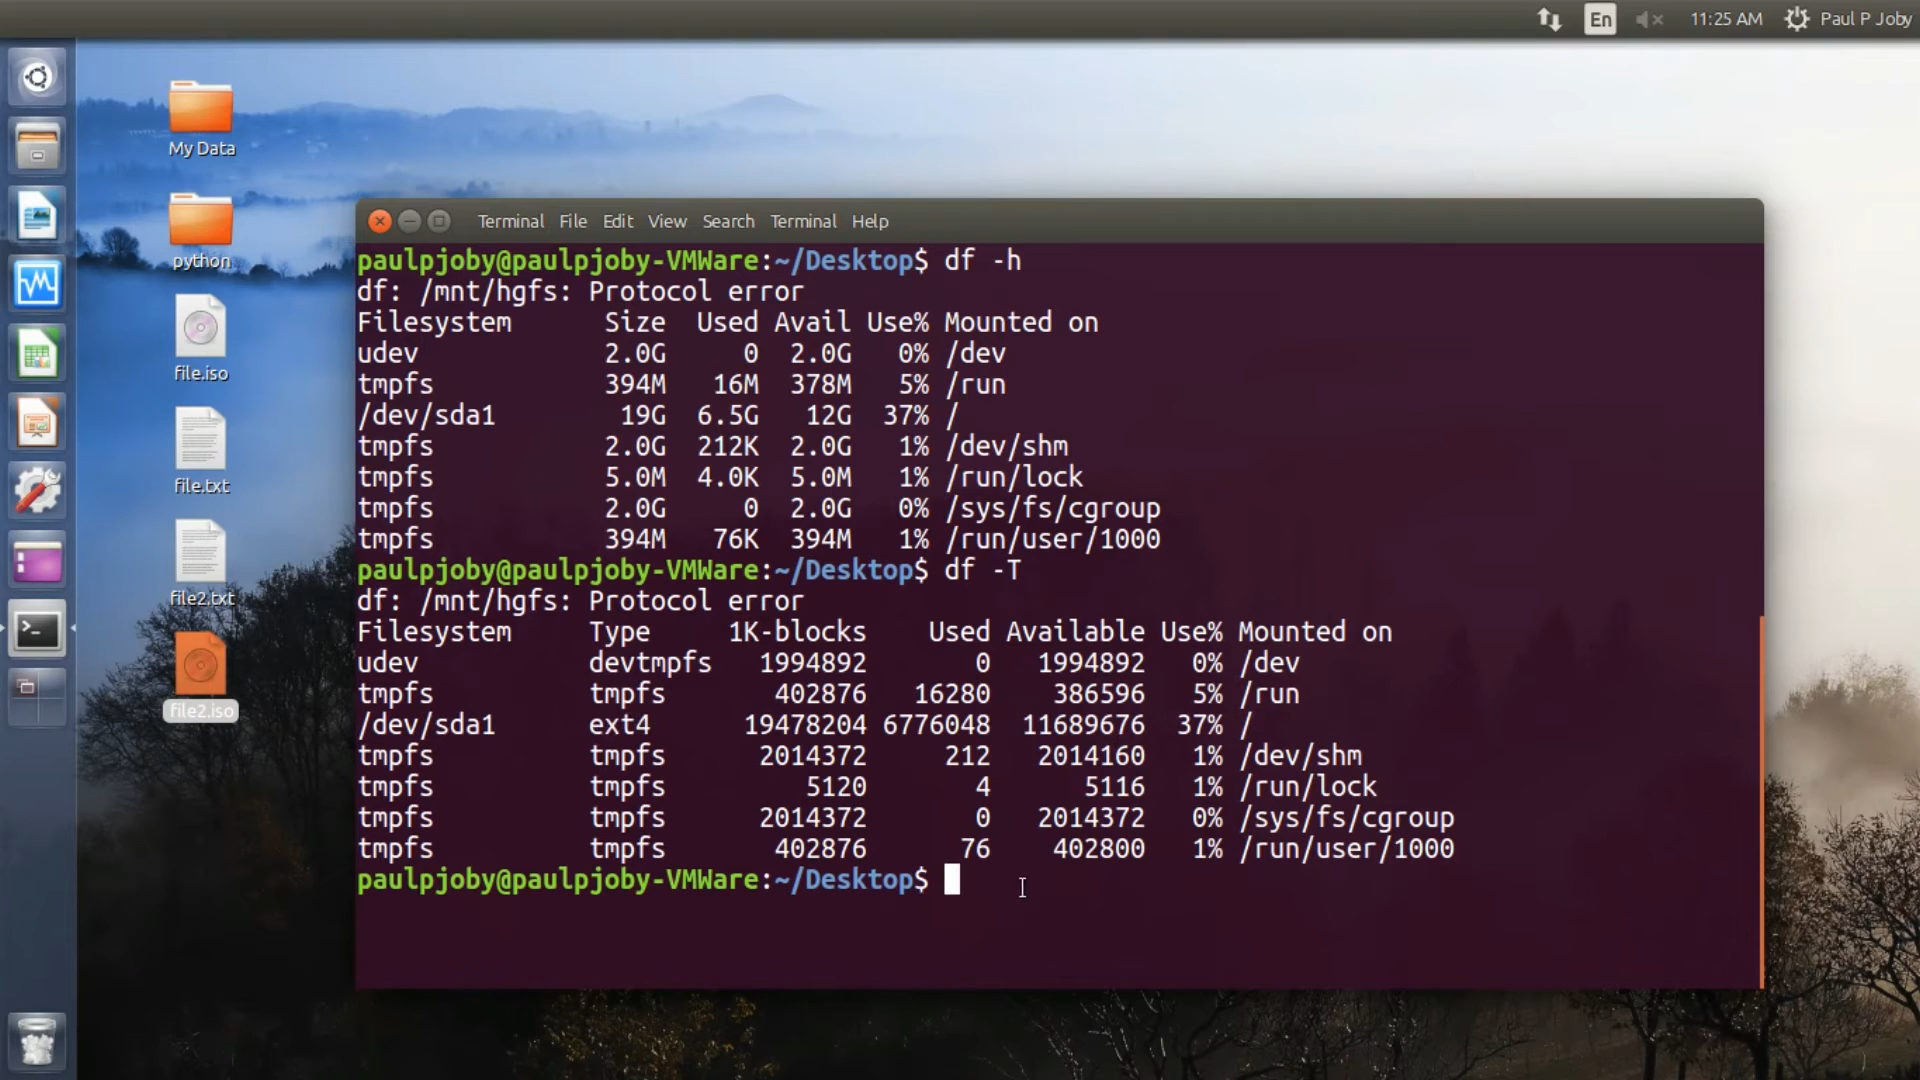 En 11:25 AM Paul P Joby
My Data
python
file.iso
file.txt
file2.txt
file2.iso
Terminal File Edit View Search Terminal Help
paulpjoby@paulpjoby-VMWare:~/Desktop$ df -h
df: /mnt/hgfs: Protocol error
Filesystem Size Used Avail Use% Mounted on
udev 2.0G 0 2.0G 0% /dev
tmpfs 394M 16M 378M 5% /run
/dev/sda1 19G 6.5G 12G 37% /
tmpfs 2.0G 212K 2.0G 1% /dev/shm
tmpfs 5.0M 4.0K 5.0M 1% /run/lock
tmpfs 2.0G 0 2.0G 0% /sys/fs/cgroup
tmpfs 394M 76K 394M 1% /run/user/1000
paulpjoby@paulpjoby-VMWare:~/Desktop$ df -T
df: /mnt/hgfs: Protocol error
Filesystem Type 1K-blocks Used Available Use% Mounted on
udev devtmpfs 1994892 0 1994892 0% /dev
tmpfs tmpfs 402876 16280 386596 5% /run
/dev/sda1 ext4 19478204 6776048 11689676 37% /
tmpfs tmpfs 2014372 212 2014160 1% /dev/shm
tmpfs tmpfs 5120 4 5116 1% /run/lock
tmpfs tmpfs 2014372 0 2014372 0% /sys/fs/cgroup
tmpfs tmpfs 402876 76 402800 1% /run/user/1000
paulpjoby@paulpjoby-VMWare:~/Desktop$